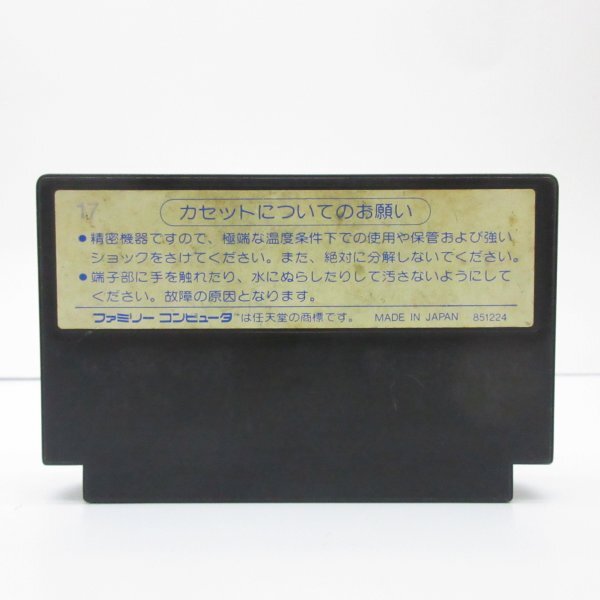 17
カセットについてのお願い
●精密機器ですので、極端な温度条件下での使用や保管および強い
ショックをさけてください。また、絶対に分解しないでください。
●端子部に手を触れたり、水にぬらしたりして汚さないようにして
ください。故障の原因となります。
ファミリー コンピュータ™は任天堂の商標です。 MADE IN JAPAN 851224